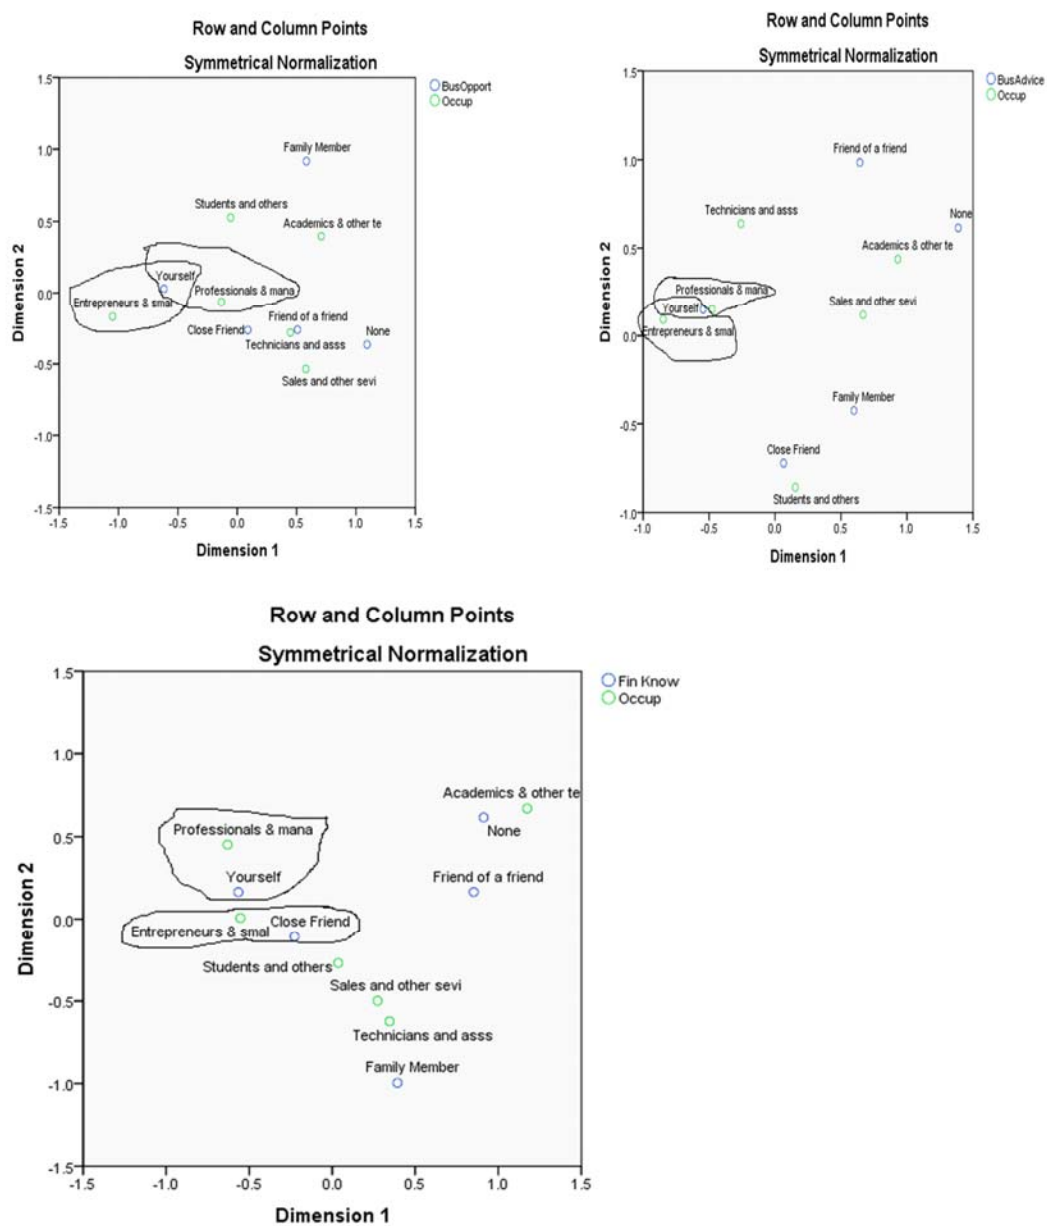 Row and Column Points
Symmetrical Normalization
BusOpport
Occup
1.5
1.0
0.5
0.0
-0.5
-1.0
-1.5
Dimension 2
Family Member
Students and others
Academics & other te
Yourself
Professionals & mana
Entrepreneurs & smal
Close Friend
Friend of a friend
None
Technicians and asss
Sales and other sevi
-1.5 -1.0 -0.5 0.0 0.5 1.0 1.5
Dimension 1
Row and Column Points
Symmetrical Normalization
BusAdvice
Occup
1.5
1.0
0.5
0.0
-0.5
-1.0
Dimension 2
Friend of a friend
Technicians and asss
None
Academics & other te
Professionals & mana
Yourself
Sales and other sevi
Entrepreneurs & smal
Family Member
Close Friend
Students and others
-1.0 -0.5 0.0 0.5 1.0 1.5
Dimension 1
Row and Column Points
Symmetrical Normalization
Fin Know
Occup
1.5
1.0
0.5
0.0
-0.5
-1.0
-1.5
Dimension 2
Academics & other te
Professionals & mana
None
Yourself
Friend of a friend
Close Friend
Entrepreneurs & smal
Students and others
Sales and other sevi
Technicians and asss
Family Member
-1.5 -1.0 -0.5 0.0 0.5 1.0 1.5
Dimension 1